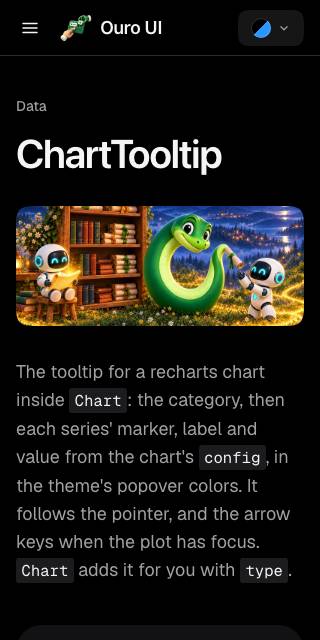 Ouro UI
Data
ChartTooltip
The tooltip for a recharts chart
inside Chart: the category, then
each series' marker, label and
value from the chart's config, in
the theme's popover colors. It
follows the pointer, and the arrow
keys when the plot has focus.
Chart adds it for you with type.